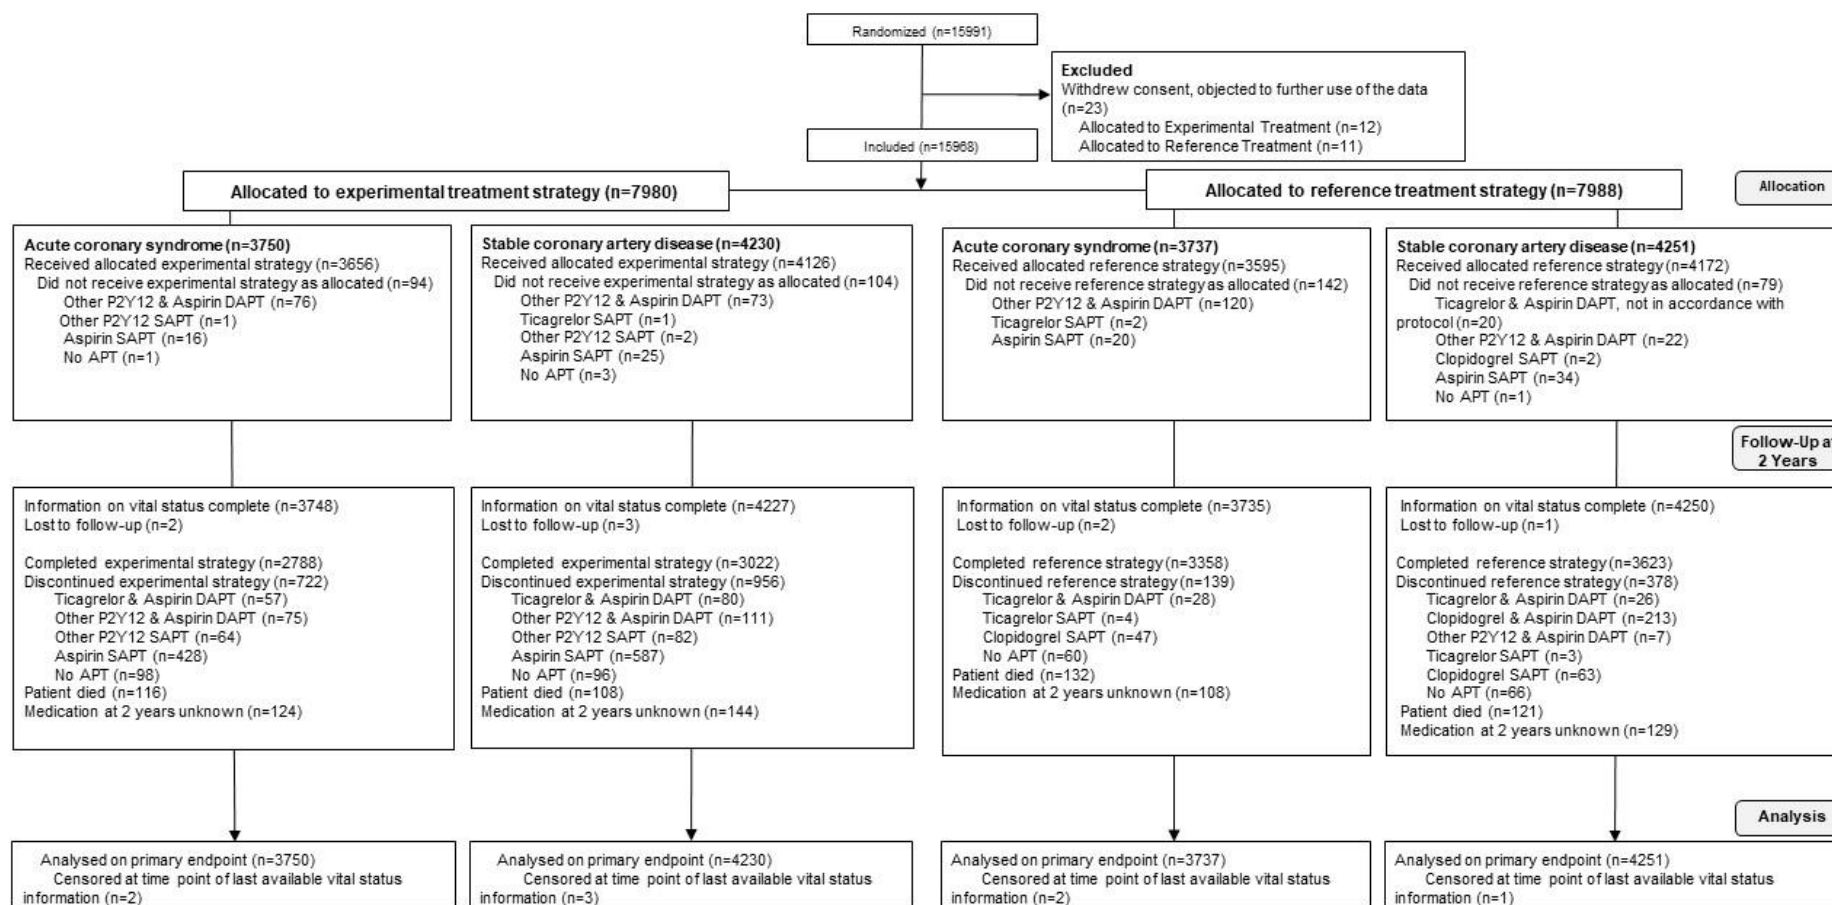 Randomized (n=15991)
Excluded
Withdrew consent, objected to further use of the data
(n=23)
Allocated to Experimental Treatment (n=12)
Allocated to Reference Treatment (n=11)
Included (n=15968)
Allocated to experimental treatment strategy (n=7980)
Allocated to reference treatment strategy (n=7988)
Allocation
Acute coronary syndrome (n=3750)
Received allocated experimental strategy (n=3656)
Did not receive experimental strategy as allocated (n=94)
Other P2Y12 & Aspirin DAPT (n=76)
Other P2Y12 SAPT (n=1)
Aspirin SAPT (n=16)
No APT (n=1)
Stable coronary artery disease (n=4230)
Received allocated experimental strategy (n=4126)
Did not receive experimental strategy as allocated (n=104)
Other P2Y12 & Aspirin DAPT (n=73)
Ticagrelor SAPT (n=1)
Other P2Y12 SAPT (n=2)
Aspirin SAPT (n=25)
No APT (n=3)
Acute coronary syndrome (n=3737)
Received allocated reference strategy (n=3595)
Did not receive reference strategy as allocated (n=142)
Other P2Y12 & Aspirin DAPT (n=120)
Ticagrelor SAPT (n=2)
Aspirin SAPT (n=20)
Stable coronary artery disease (n=4251)
Received allocated reference strategy (n=4172)
Did not receive reference strategy as allocated (n=79)
Ticagrelor & Aspirin DAPT, not in accordance with
protocol (n=20)
Other P2Y12 & Aspirin DAPT (n=22)
Clopidogrel SAPT (n=2)
Aspirin SAPT (n=34)
No APT (n=1)
Follow-Up a
2 Years
Information on vital status complete (n=3748)
Lost to follow-up (n=2)
Completed experimental strategy (n=2788)
Discontinued experimental strategy (n=722)
Ticagrelor & Aspirin DAPT (n=57)
Other P2Y12 & Aspirin DAPT (n=75)
Other P2Y12 SAPT (n=64)
Aspirin SAPT (n=428)
No APT (n=98)
Patient died (n=116)
Medication at 2 years unknown (n=124)
Information on vital status complete (n=4227)
Lost to follow-up (n=3)
Completed experimental strategy (n=3022)
Discontinued experimental strategy (n=956)
Ticagrelor & Aspirin DAPT (n=80)
Other P2Y12 & Aspirin DAPT (n=111)
Other P2Y12 SAPT (n=82)
Aspirin SAPT (n=587)
No APT (n=96)
Patient died (n=108)
Medication at 2 years unknown (n=144)
Information on vital status complete (n=3735)
Lost to follow-up (n=2)
Completed reference strategy (n=3358)
Discontinued reference strategy (n=139)
Ticagrelor & Aspirin DAPT (n=28)
Ticagrelor SAPT (n=4)
Clopidogrel SAPT (n=47)
No APT (n=60)
Patient died (n=132)
Medication at 2 years unknown (n=108)
Information on vital status complete (n=4250)
Lost to follow-up (n=1)
Completed reference strategy (n=3623)
Discontinued reference strategy (n=378)
Ticagrelor & Aspirin DAPT (n=26)
Clopidogrel & Aspirin DAPT (n=213)
Other P2Y12 & Aspirin DAPT (n=7)
Ticagrelor SAPT (n=3)
Clopidogrel SAPT (n=63)
No APT (n=66)
Patient died (n=121)
Medication at 2 years unknown (n=129)
Analysis
Analysed on primary endpoint (n=3750)
Censored at time point of last available vital status
information (n=2)
Analysed on primary endpoint (n=4230)
Censored at time point of last available vital status
information (n=3)
Analysed on primary endpoint (n=3737)
Censored at time point of last available vital status
information (n=2)
Analysed on primary endpoint (n=4251)
Censored at time point of last available vital status
information (n=1)